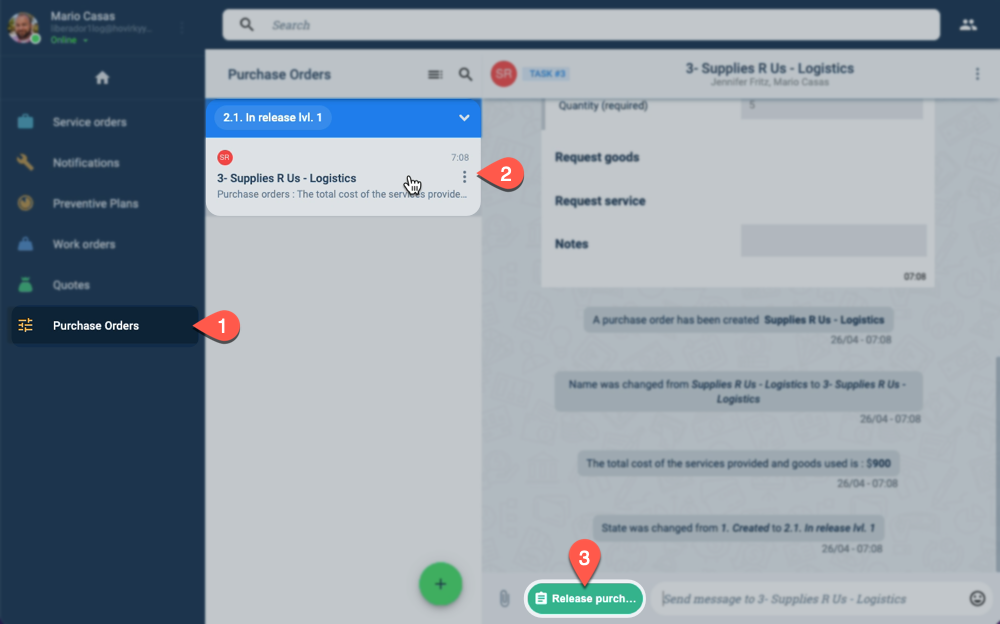 Mario Casas
Online
Search
Service orders
Notifications
Preventive Plans
Work orders
Quotes
Purchase Orders
1
Purchase Orders
2.1. In release lvl. 1
SR
7:08
3- Supplies R Us - Logistics
Purchase orders : The total cost of the services provide...
2
SR
TASK #3
3- Supplies R Us - Logistics
Jennifer Fritz, Mario Casas
Quantity (required)
5
Request goods
Request service
Notes
07:08
A purchase order has been created Supplies R Us - Logistics
26/04 - 07:08
Name was changed from Supplies R Us - Logistics to 3- Supplies R Us -
Logistics
26/04 - 07:08
The total cost of the services provided and goods used is : $900
26/04 - 07:08
State was changed from 1. Created to 2.1. In release lvl. 1
26/04 - 07:08
3
+
Release purch...
Send message to 3- Supplies R Us - Logistics